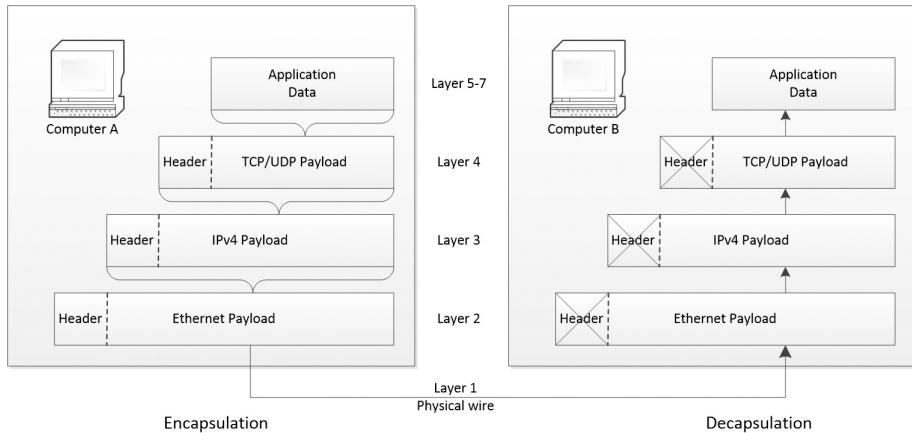 Computer A
Application
Data
Header
TCP/UDP Payload
Header
IPv4 Payload
Header
Ethernet Payload
Encapsulation
Layer 5-7
Layer 4
Layer 3
Layer 2
Layer 1
Physical wire
Computer B
Application
Data
Header
TCP/UDP Payload
Header
IPv4 Payload
Header
Ethernet Payload
Decapsulation